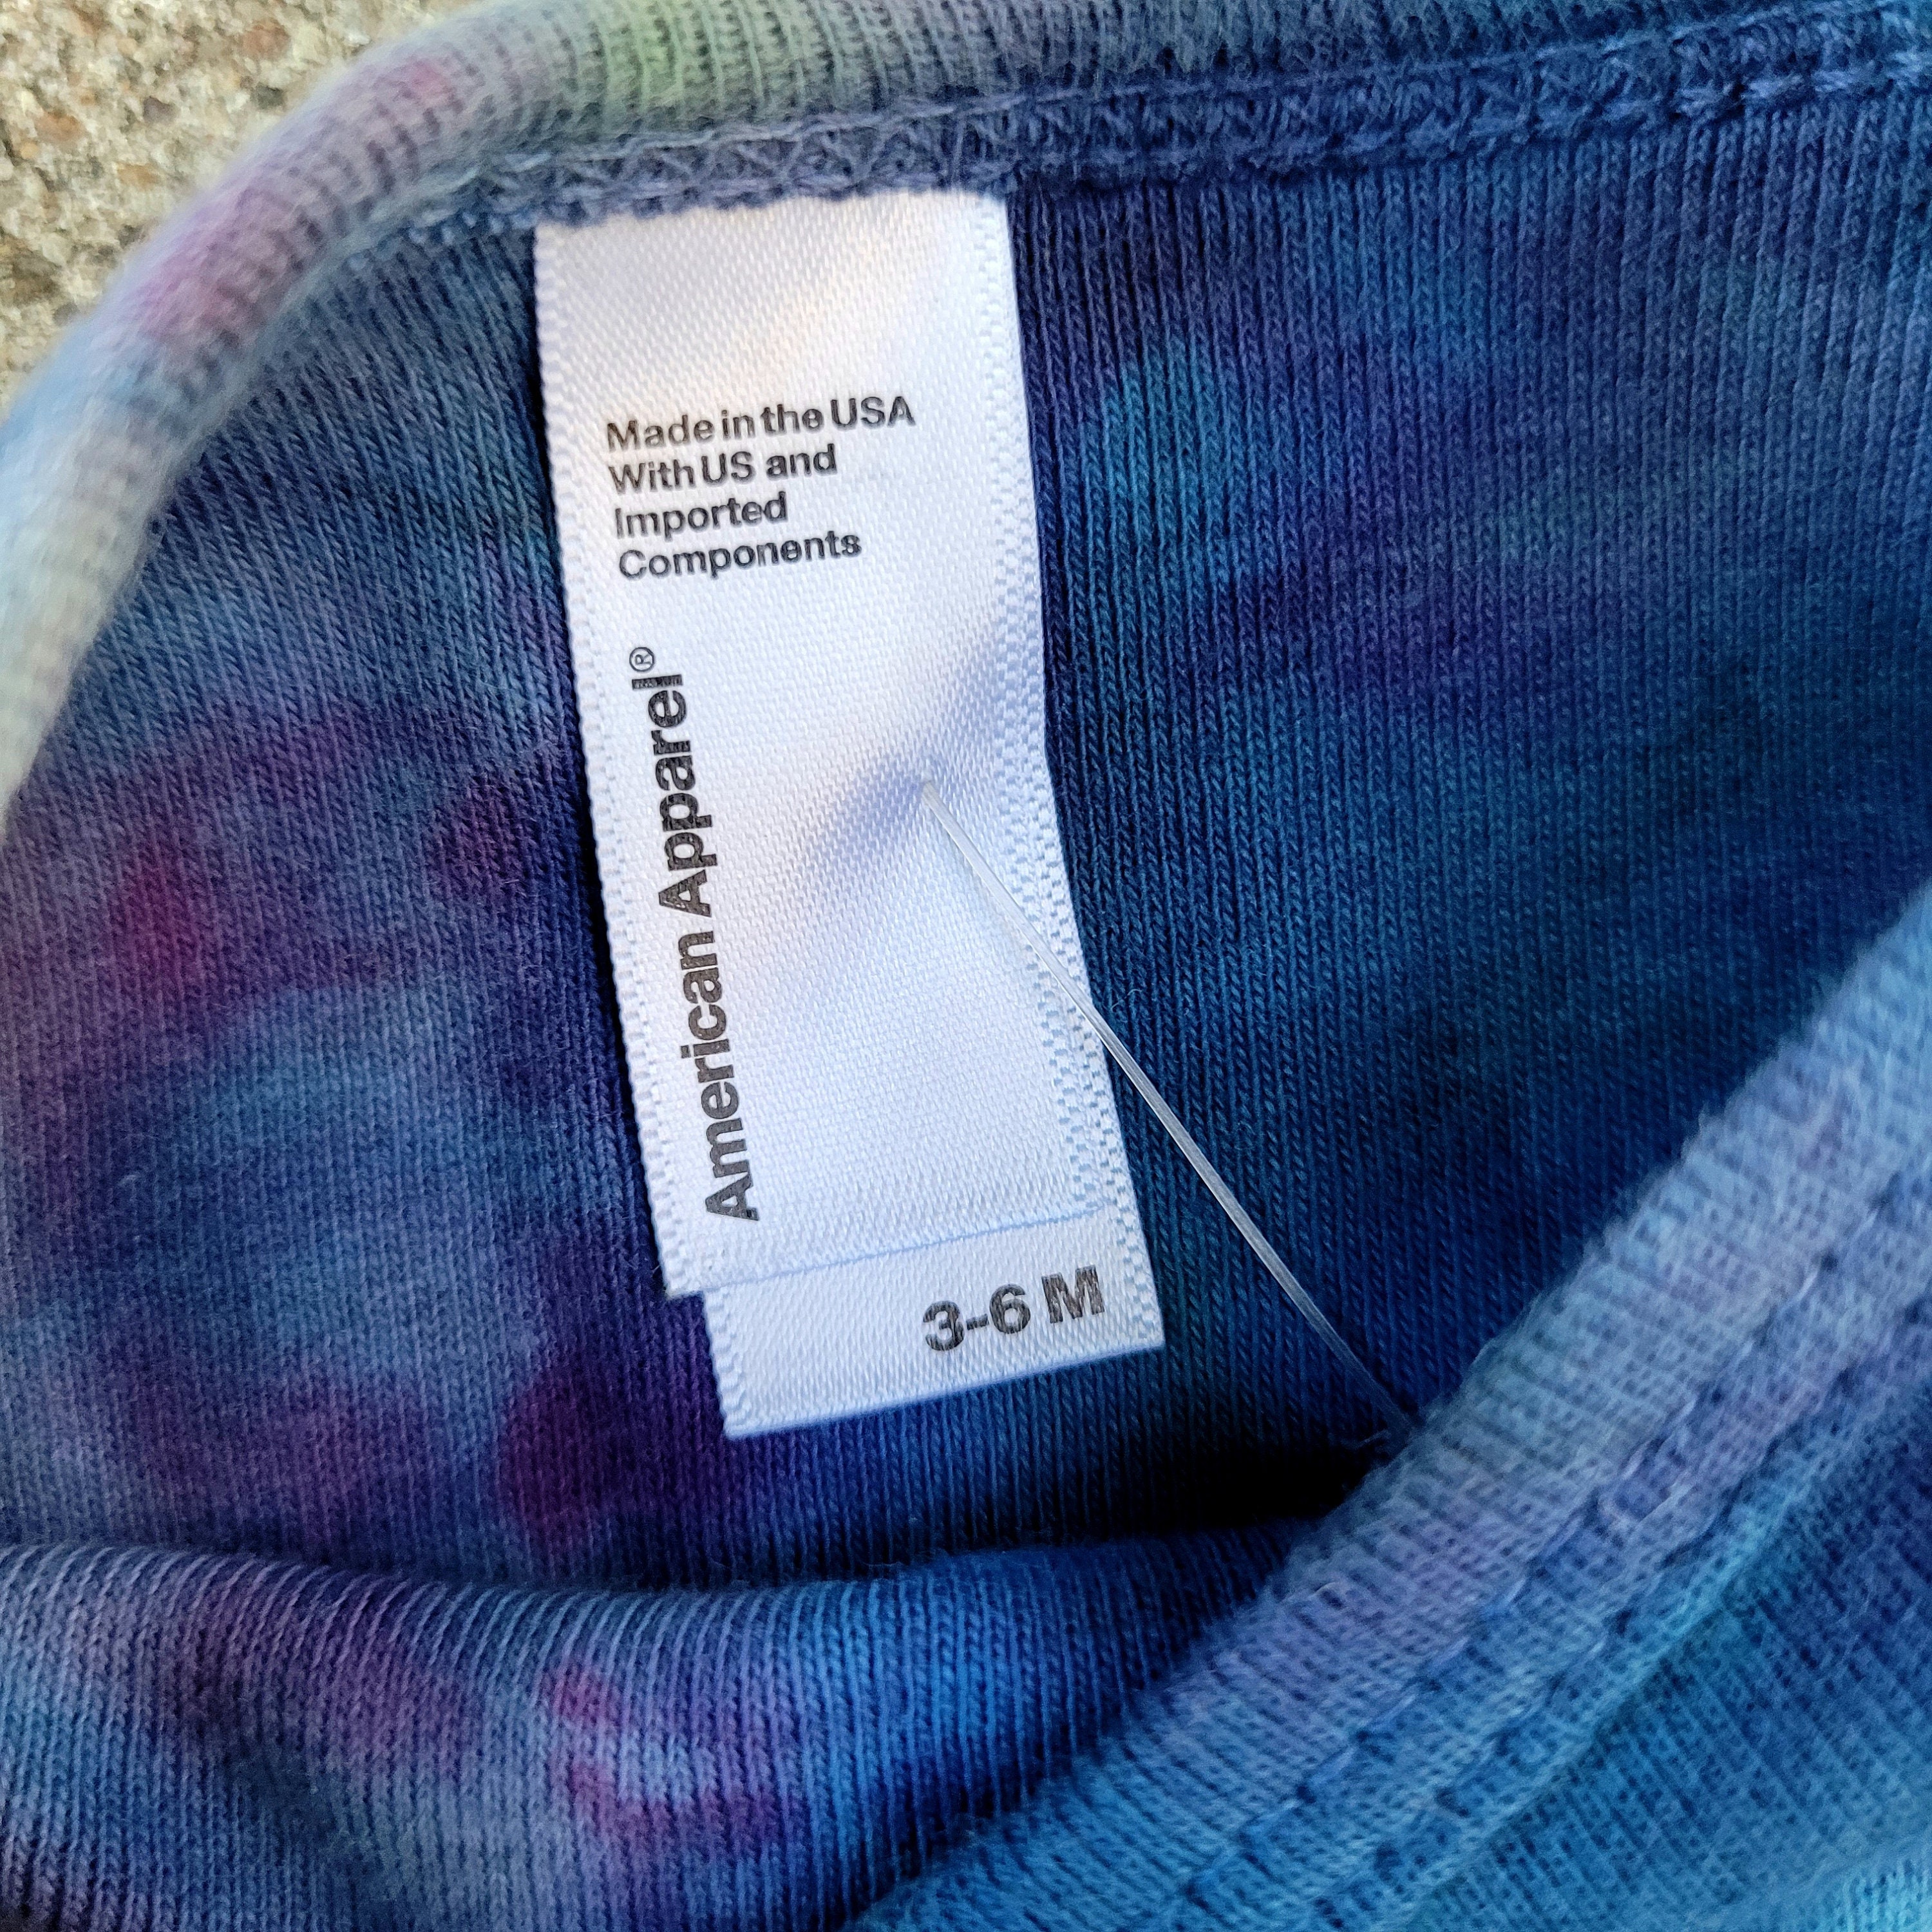 Made in the USA
With US and
Imported
Components
American Apparel®
3-6 M